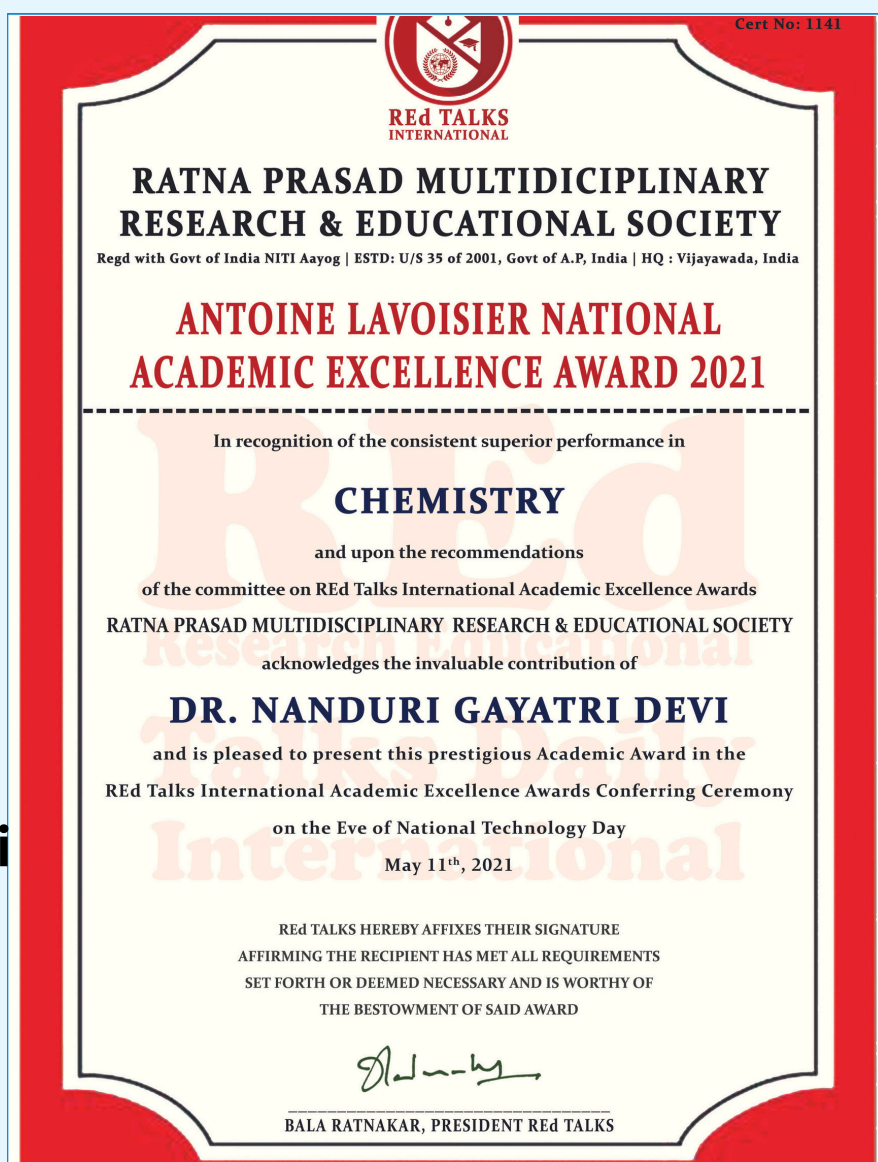 Cert No: 1141
REd TALKS
INTERNATIONAL
RATNA PRASAD MULTIDICIPLINARY
RESEARCH & EDUCATIONAL SOCIETY
Regd with Govt of India NITI Aayog | ESTD: U/S 35 of 2001, Govt of A.P, India | HQ : Vijayawada, India
ANTOINE LAVOISIER NATIONAL
ACADEMIC EXCELLENCE AWARD 2021
In recognition of the consistent superior performance in
CHEMISTRY
and upon the recommendations
of the committee on REd Talks International Academic Excellence Awards
RATNA PRASAD MULTIDISCIPLINARY RESEARCH & EDUCATIONAL SOCIETY
acknowledges the invaluable contribution of
DR. NANDURI GAYATRI DEVI
and is pleased to present this prestigious Academic Award in the
REd Talks International Academic Excellence Awards Conferring Ceremony
on the Eve of National Technology Day
May 11th, 2021
REd
Research Educational
Talks Daily
International
i
REd TALKS HEREBY AFFIXES THEIR SIGNATURE
AFFIRMING THE RECIPIENT HAS MET ALL REQUIREMENTS
SET FORTH OR DEEMED NECESSARY AND IS WORTHY OF
THE BESTOWMENT OF SAID AWARD
BALA RATNAKAR, PRESIDENT REd TALKS